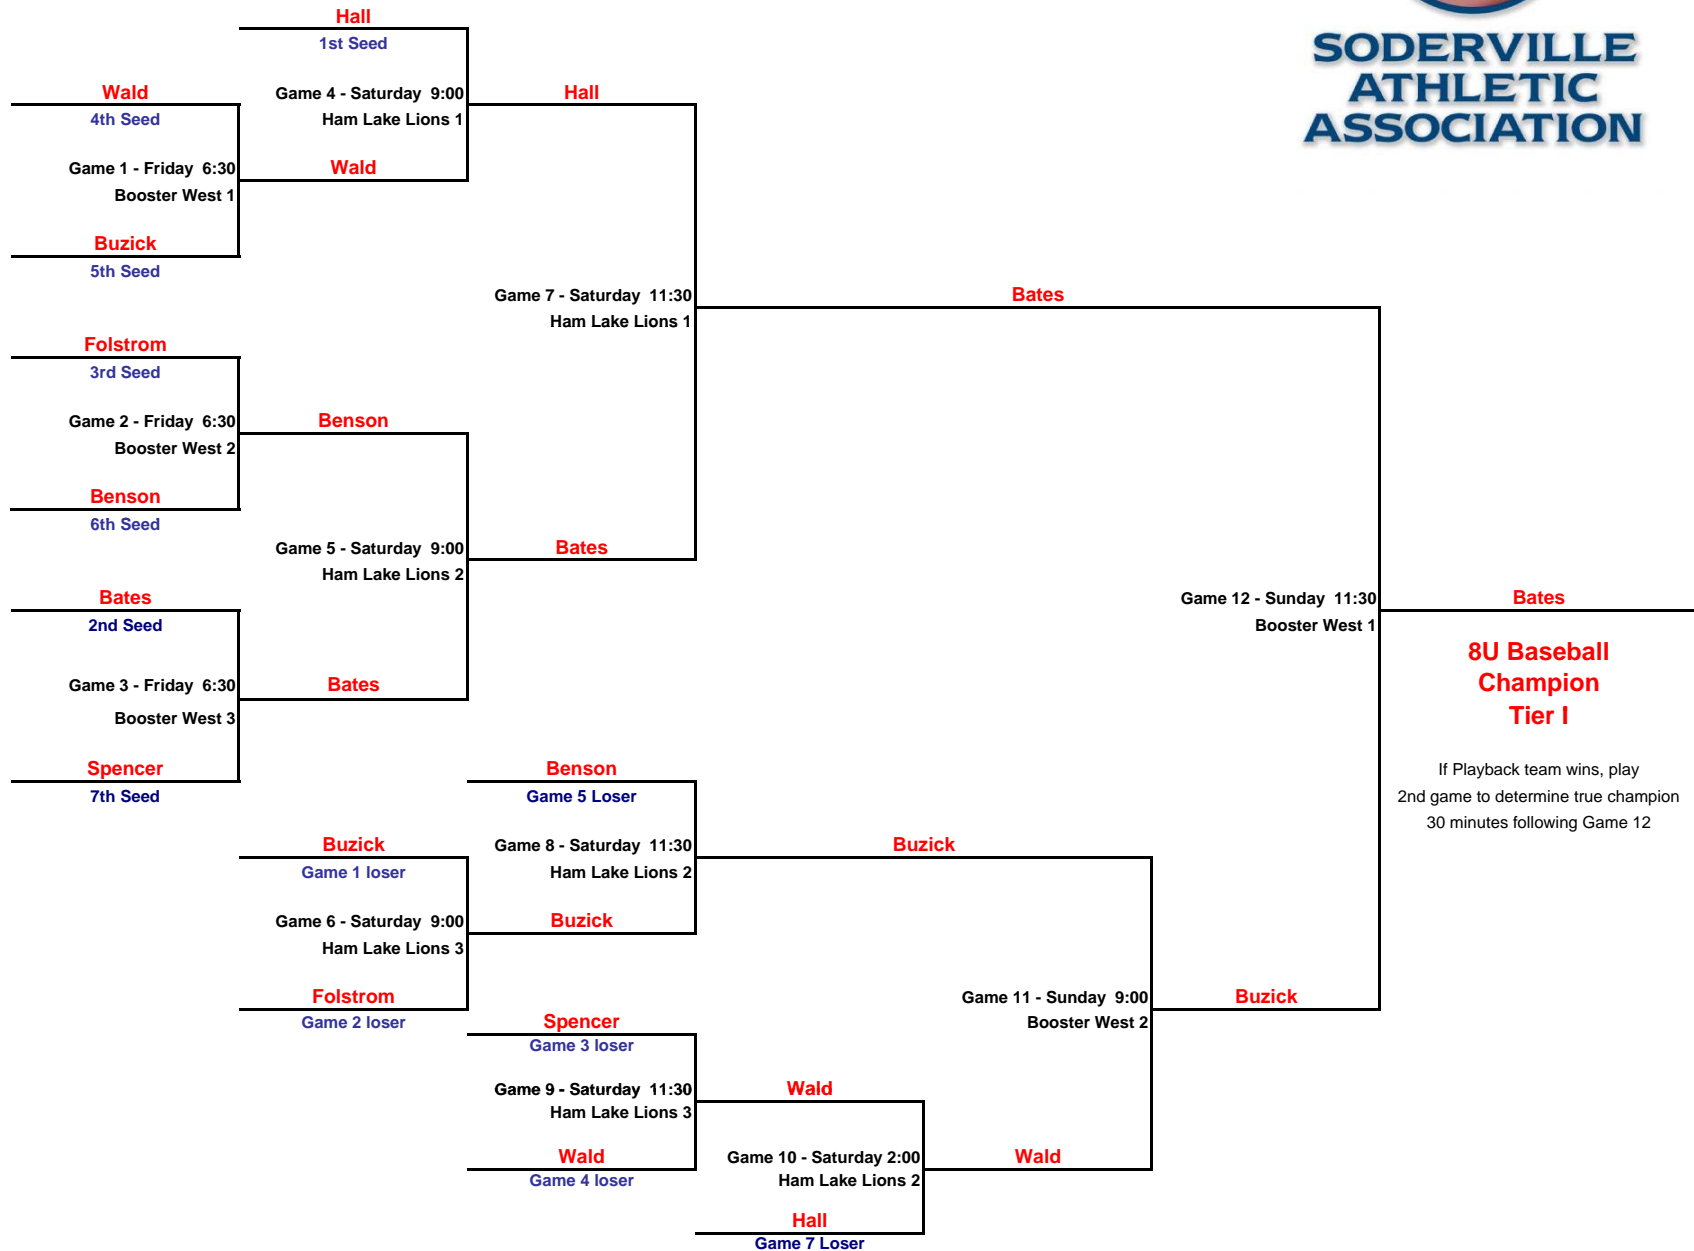 SODERVILLE
ATHLETIC
ASSOCIATION
Hall
1st Seed
Wald
4th Seed
Game 4 - Saturday 9:00
Ham Lake Lions 1
Hall
Game 1 - Friday 6:30
Booster West 1
Wald
Buzick
5th Seed
Game 7 - Saturday 11:30
Ham Lake Lions 1
Bates
Folstrom
3rd Seed
Game 2 - Friday 6:30
Booster West 2
Benson
Benson
6th Seed
Game 5 - Saturday 9:00
Ham Lake Lions 2
Bates
Bates
2nd Seed
Game 12 - Sunday 11:30
Booster West 1
Bates
8U Baseball
Champion
Tier I
If Playback team wins, play
2nd game to determine true champion
30 minutes following Game 12
Game 3 - Friday 6:30
Booster West 3
Bates
Spencer
7th Seed
Benson
Game 5 Loser
Buzick
Game 1 loser
Game 8 - Saturday 11:30
Ham Lake Lions 2
Buzick
Game 6 - Saturday 9:00
Ham Lake Lions 3
Buzick
Folstrom
Game 2 loser
Game 11 - Sunday 9:00
Booster West 2
Buzick
Spencer
Game 3 loser
Game 9 - Saturday 11:30
Ham Lake Lions 3
Wald
Wald
Game 4 loser
Game 10 - Saturday 2:00
Ham Lake Lions 2
Wald
Hall
Game 7 Loser